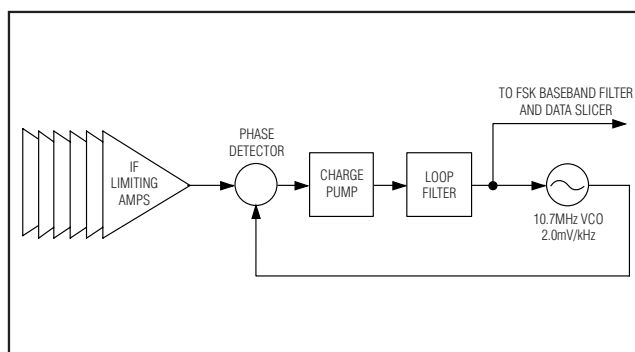 TO FSK BASEBAND FILTER
AND DATA SLICER
PHASE
DETECTOR
IF
LIMITING
AMPS
CHARGE
PUMP
LOOP
FILTER
10.7MHz VCO
2.0mV/kHz